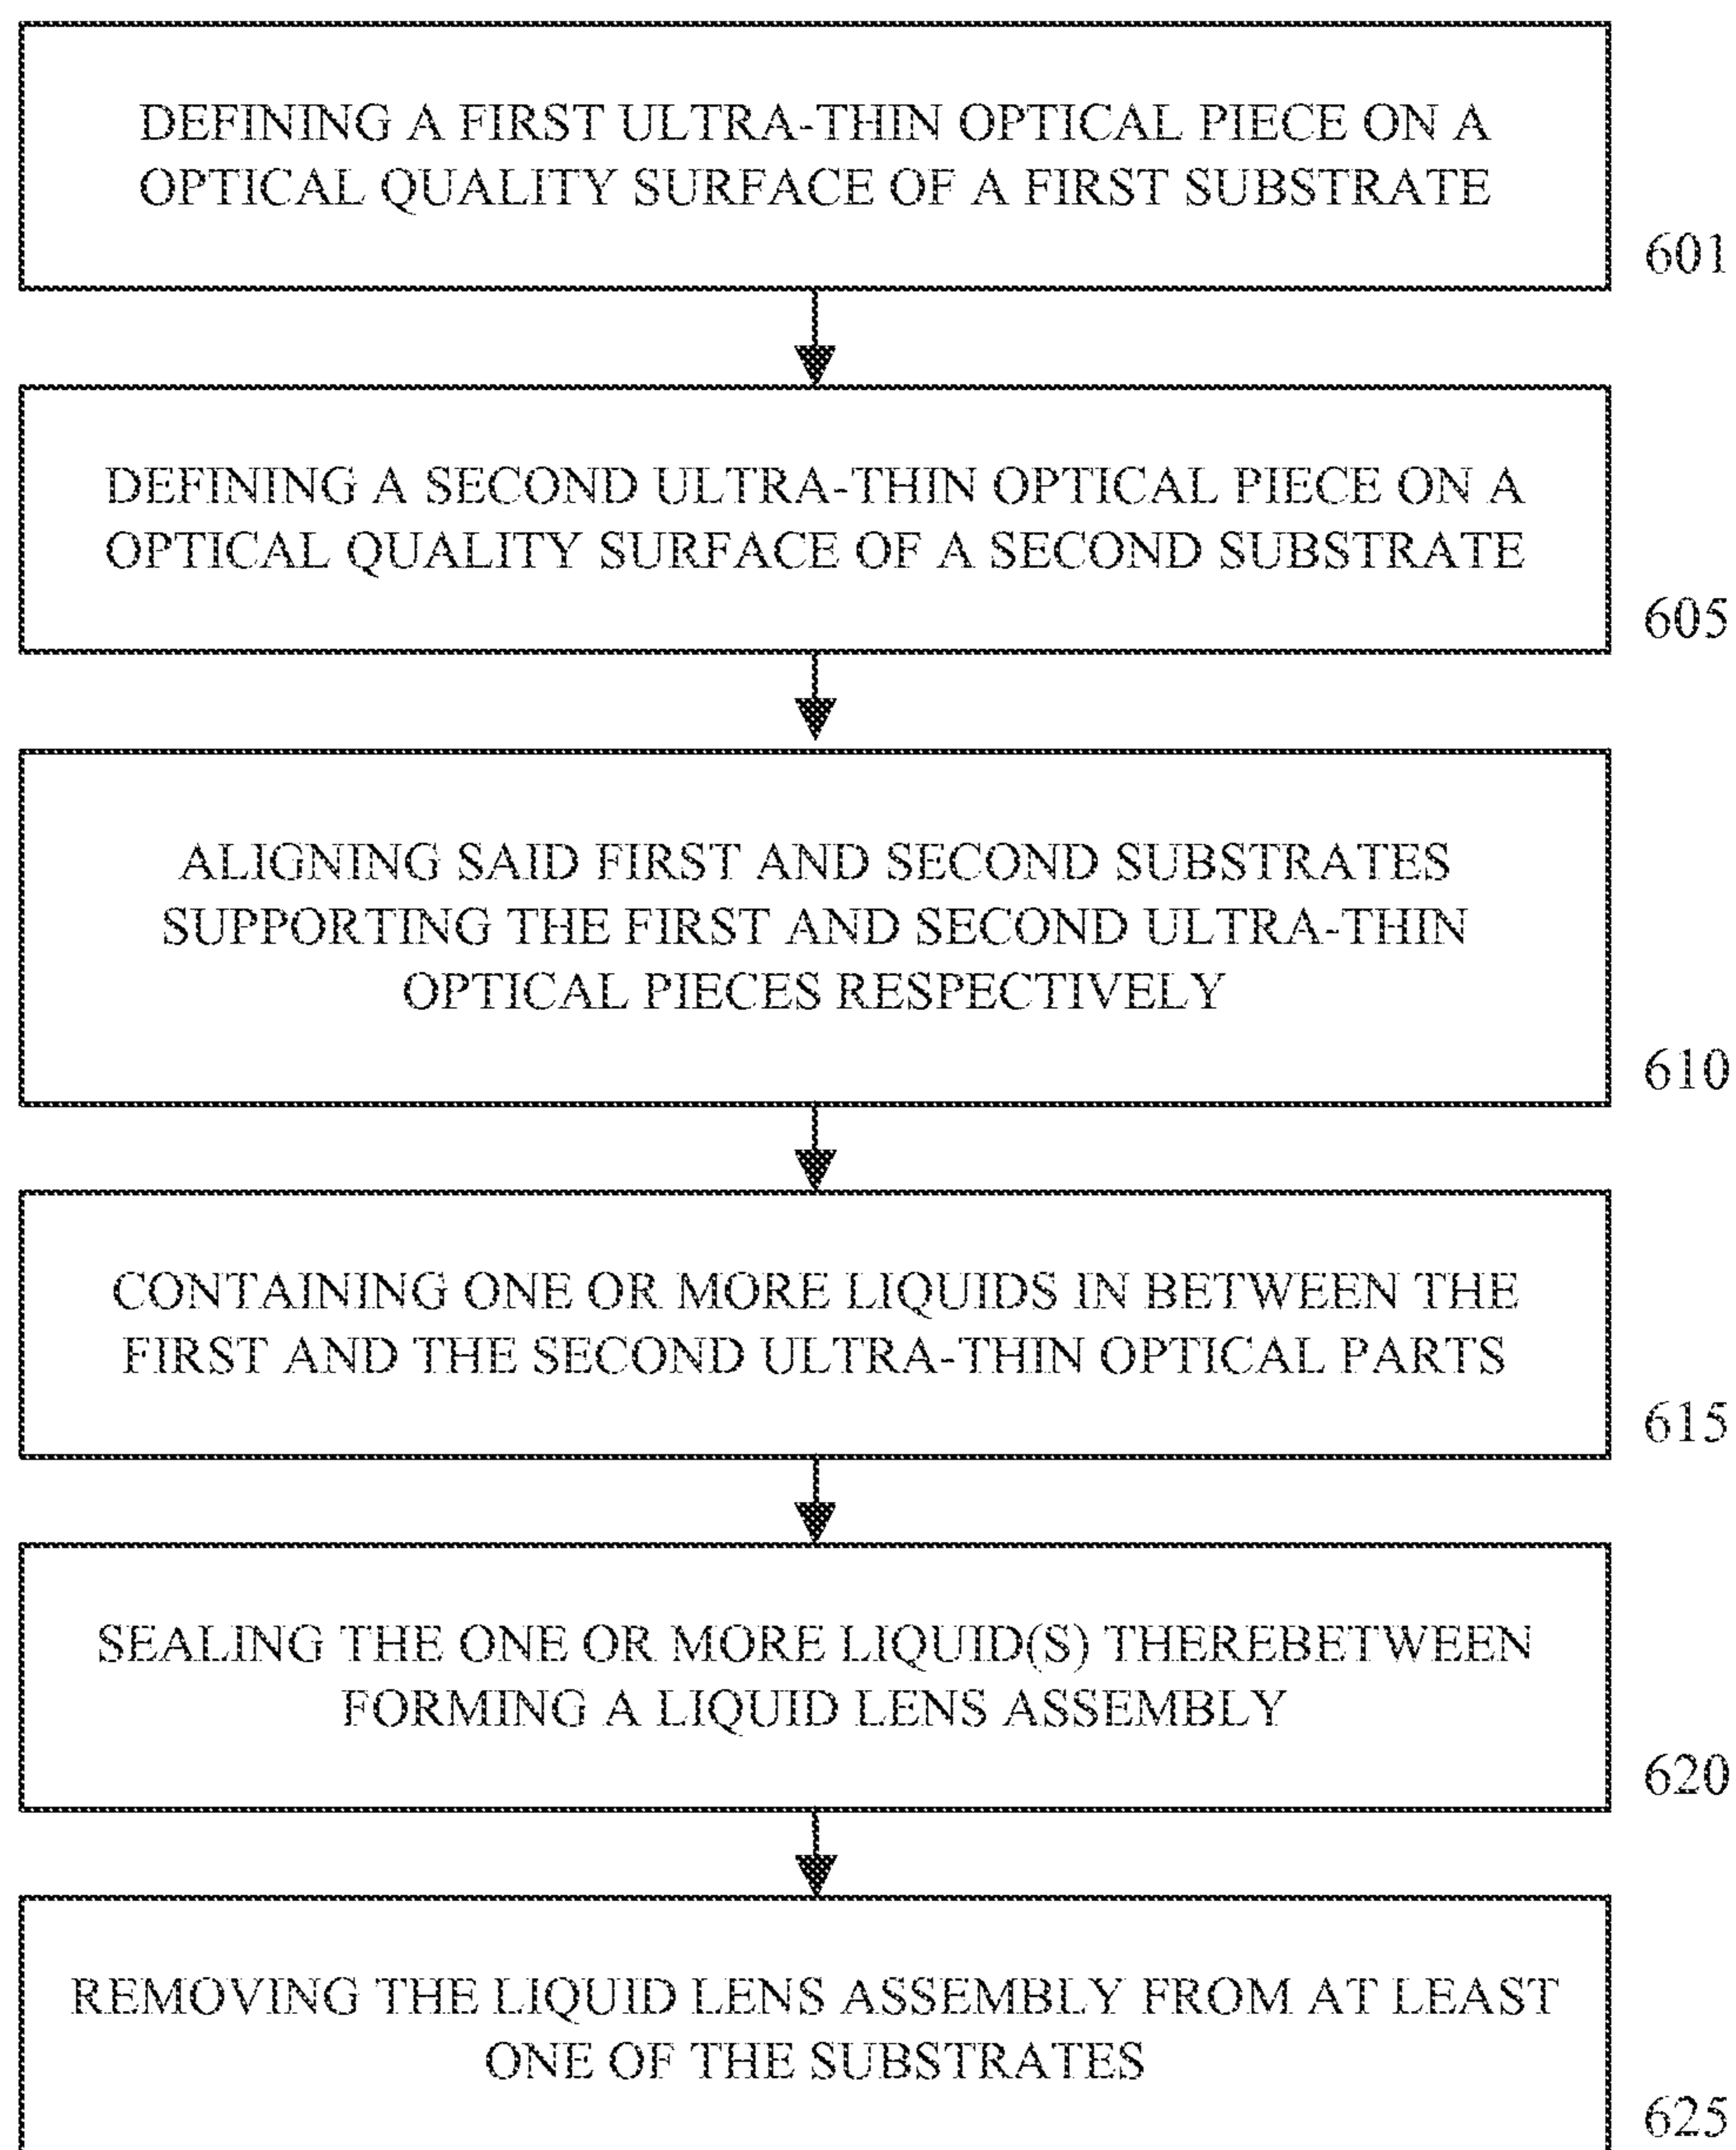 DEFINING A FIRST ULTRA-THIN OPTICAL PIECE ON A
OPTICAL QUALITY SURFACE OF A FIRST SUBSTRATE
601
DEFINING A SECOND ULTRA-THIN OPTICAL PIECE ON A
OPTICAL QUALITY SURFACE OF A SECOND SUBSTRATE
605
ALIGNING SAID FIRST AND SECOND SUBSTRATES
SUPPORTING THE FIRST AND SECOND ULTRA-THIN
OPTICAL PIECES RESPECTIVELY
610
CONTAINING ONE OR MORE LIQUIDS IN BETWEEN THE
FIRST AND THE SECOND ULTRA-THIN OPTICAL PARTS
615
SEALING THE ONE OR MORE LIQUID(S) THEREBETWEEN
FORMING A LIQUID LENS ASSEMBLY
620
REMOVING THE LIQUID LENS ASSEMBLY FROM AT LEAST
ONE OF THE SUBSTRATES
625